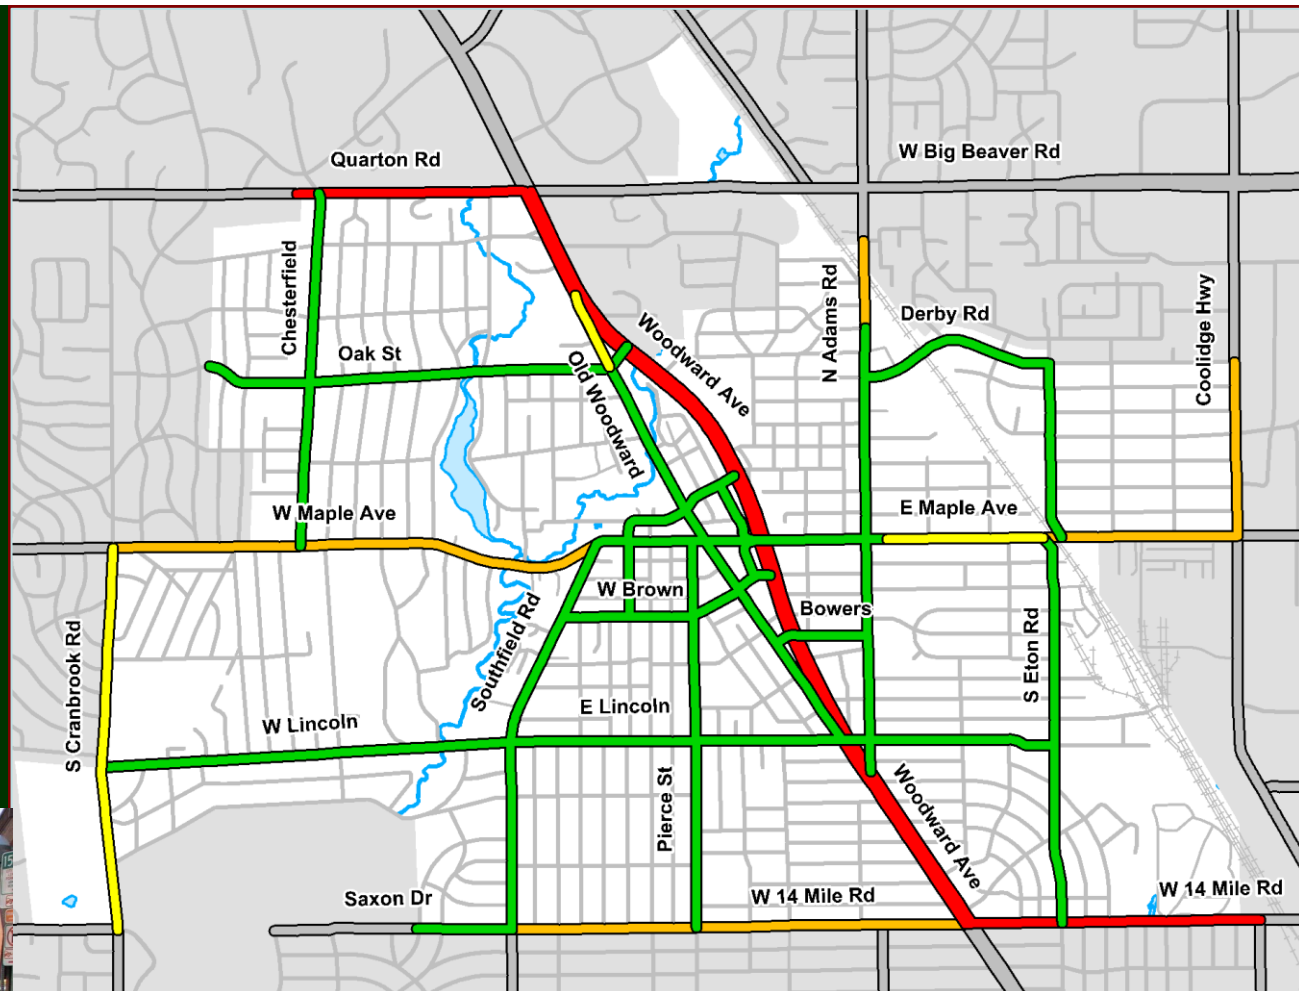 Quarton Rd
W Big Beaver Rd
Chesterfield
Oak St
Old Woodward
Woodward Ave
N Adams Rd
Derby Rd
Coolidge Hwy
W Maple Ave
E Maple Ave
W Brown
Bowers
Southfield Rd
S Cranbrook Rd
W Lincoln
E Lincoln
S Eton Rd
Pierce St
Woodward Ave
Saxon Dr
W 14 Mile Rd
W 14 Mile Rd
15